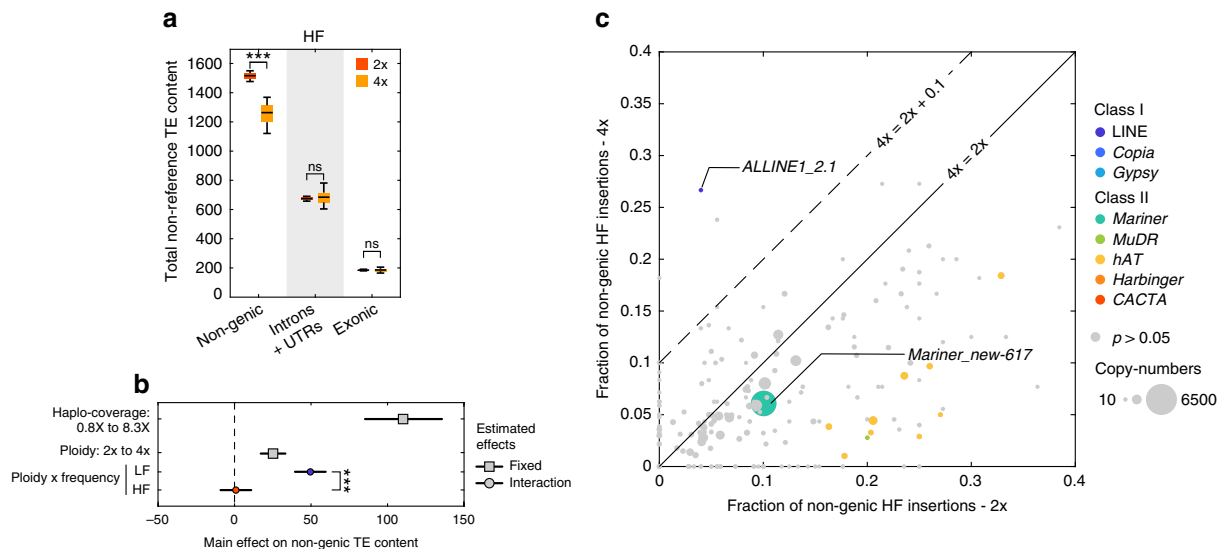 a
HF
Total non-reference TE content
1600
1400
1200
1000
800
600
400
200
0
***
ns
ns
2x
4x
Non-genic
Introns
+ UTRs
Exonic
b
Haplo-coverage:
0.8X to 8.3X
Ploidy: 2x to 4x
Ploidy x frequency
LF
HF
***
Estimated
effects
Fixed
Interaction
−50
0
50
100
150
Main effect on non-genic TE content
c
Fraction of non-genic HF insertions - 4x
0.4
0.35
0.3
0.25
0.2
0.15
0.1
0.05
0
0
0.1
0.2
0.3
0.4
Fraction of non-genic HF insertions - 2x
4x = 2x + 0.1
4x = 2x
ALLINE1_2.1
Mariner_new-617
Class I
LINE
Copia
Gypsy
Class II
Mariner
MuDR
hAT
Harbinger
CACTA
p > 0.05
Copy-numbers
10
6500